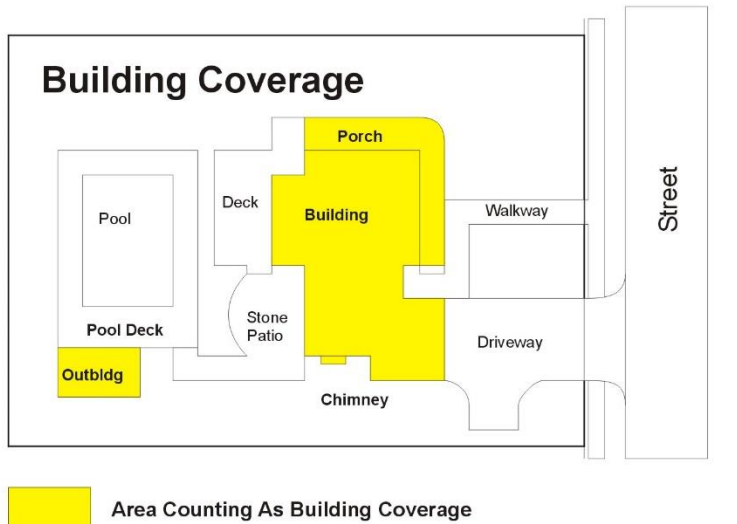 Building Coverage
Porch
Deck
Building
Pool
Walkway
Street
Pool Deck
Stone
Patio
Driveway
Outbldg
Chimney
Area Counting As Building Coverage